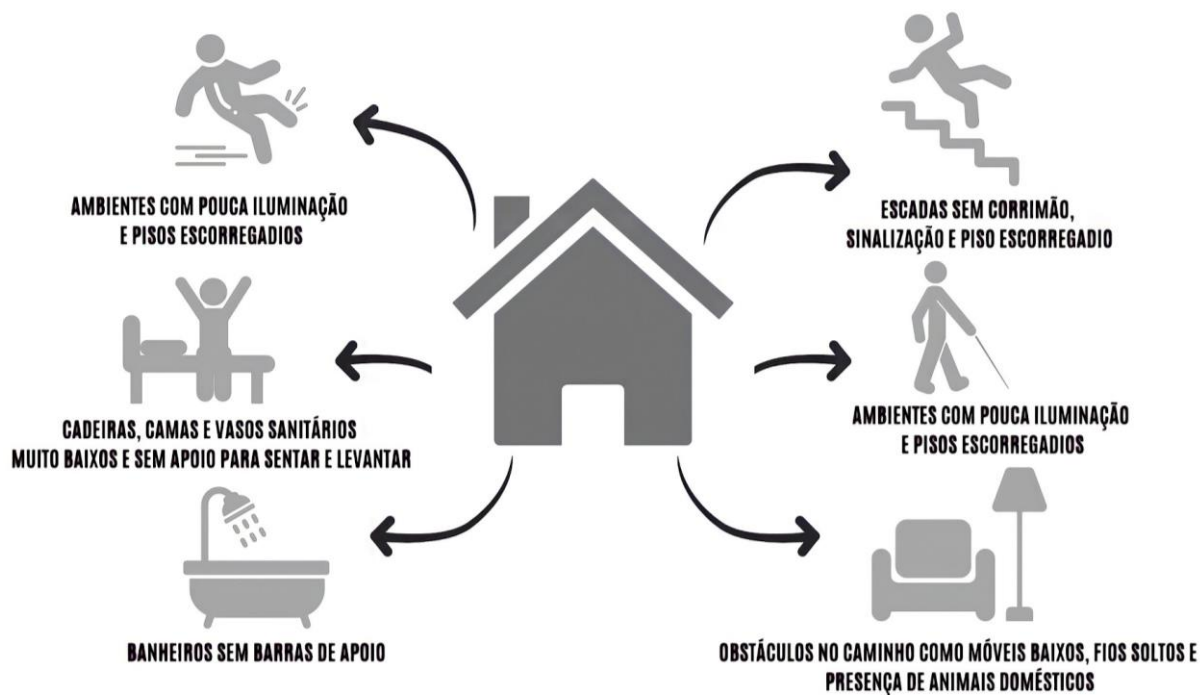 AMBIENTES COM POUCA ILUMINAÇÃO
E PISOS ESCORREGADIOS
CADEIRAS, CAMAS E VASOS SANITÁRIOS
MUITO BAIXOS E SEM APOIO PARA SENTAR E LEVANTAR
BANHEIROS SEM BARRAS DE APOIO
ESCADAS SEM CORRIMÃO,
SINALIZAÇÃO E PISO ESCORREGADIO
AMBIENTES COM POUCA ILUMINAÇÃO
E PISOS ESCORREGADIOS
OBSTÁCULOS NO CAMINHO COMO MÓVEIS BAIXOS, FIOS SOLTOS E
PRESENÇA DE ANIMAIS DOMÉSTICOS